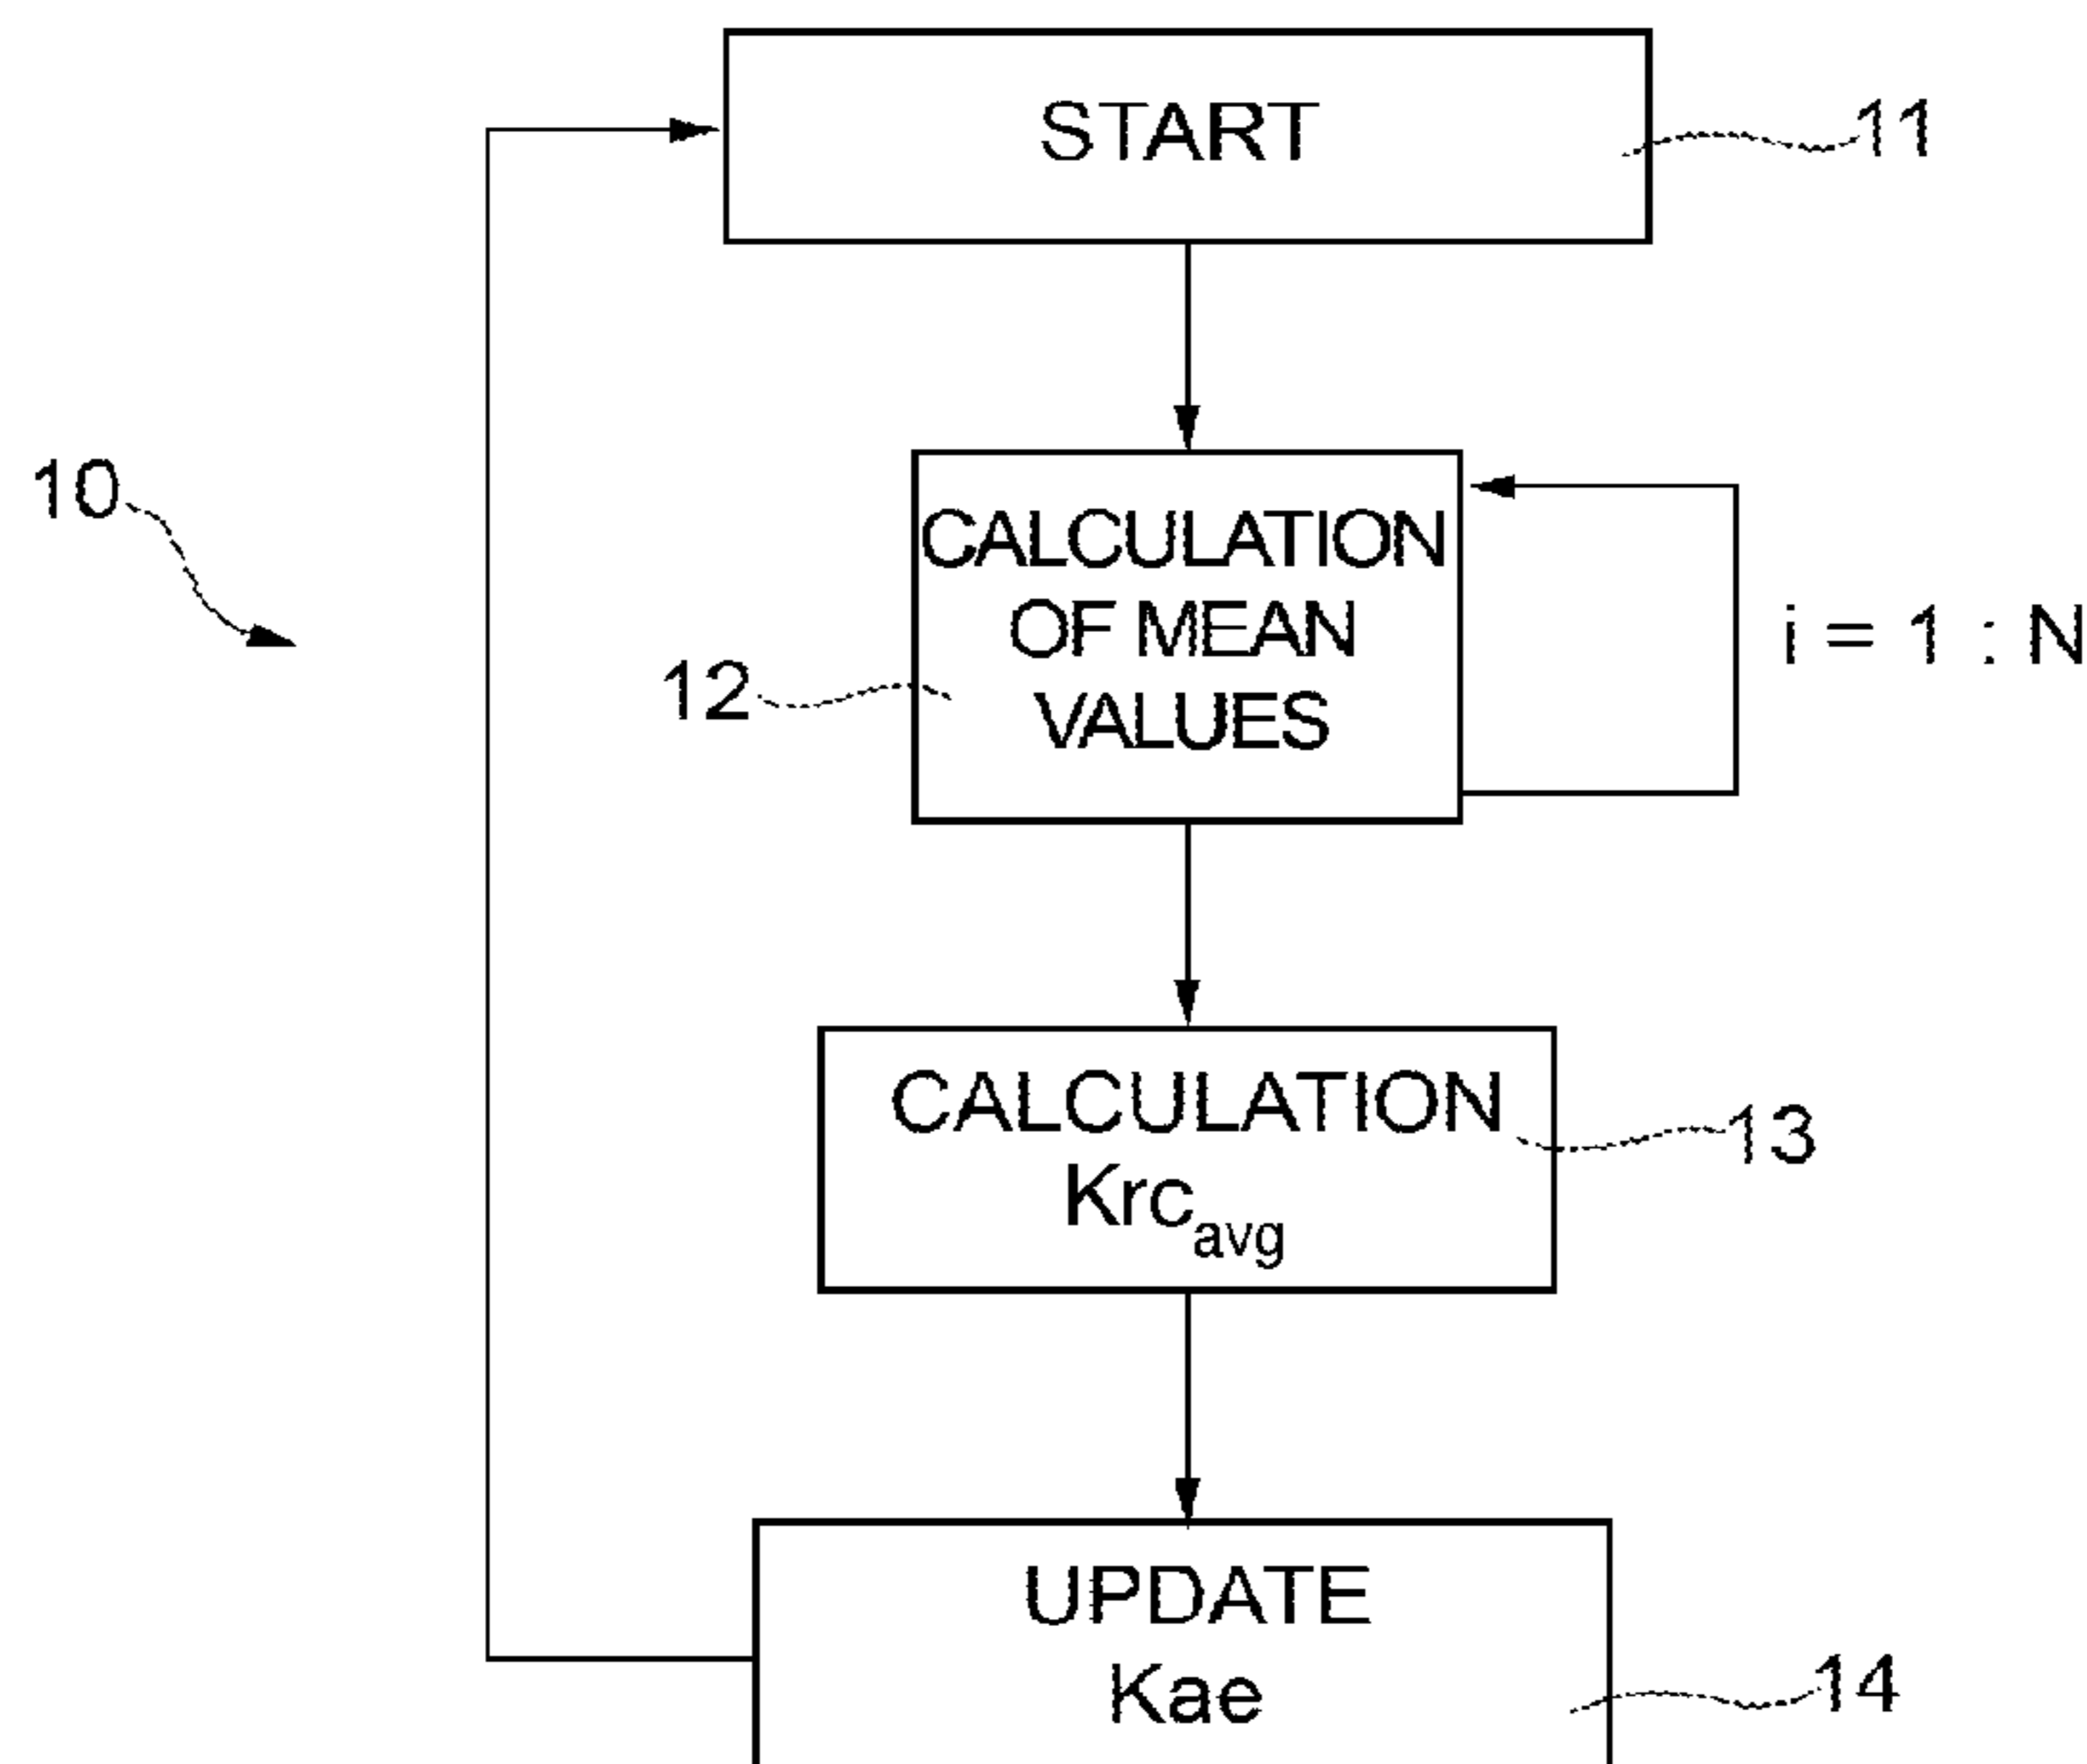 START
11
10
CALCULATION
OF MEAN
VALUES
i = 1 : N
12
CALCULATION
Krcavg
13
UPDATE
Kae
14